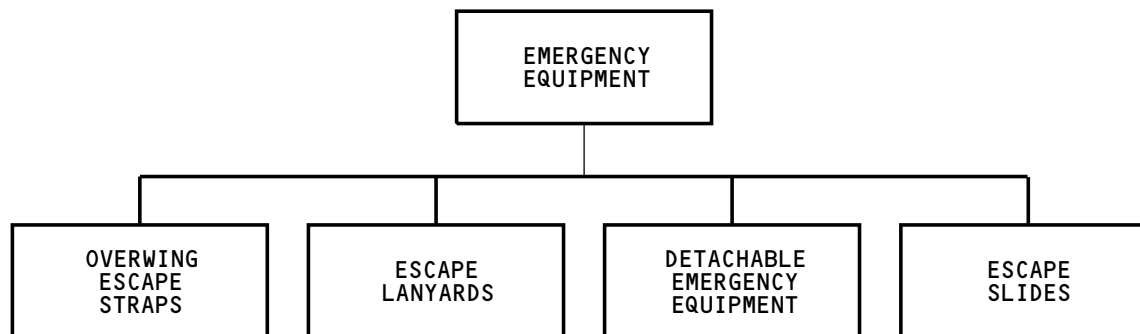 EMERGENCY
EQUIPMENT
OVERWING
ESCAPE
STRAPS
ESCAPE
LANYARDS
DETACHABLE
EMERGENCY
EQUIPMENT
ESCAPE
SLIDES